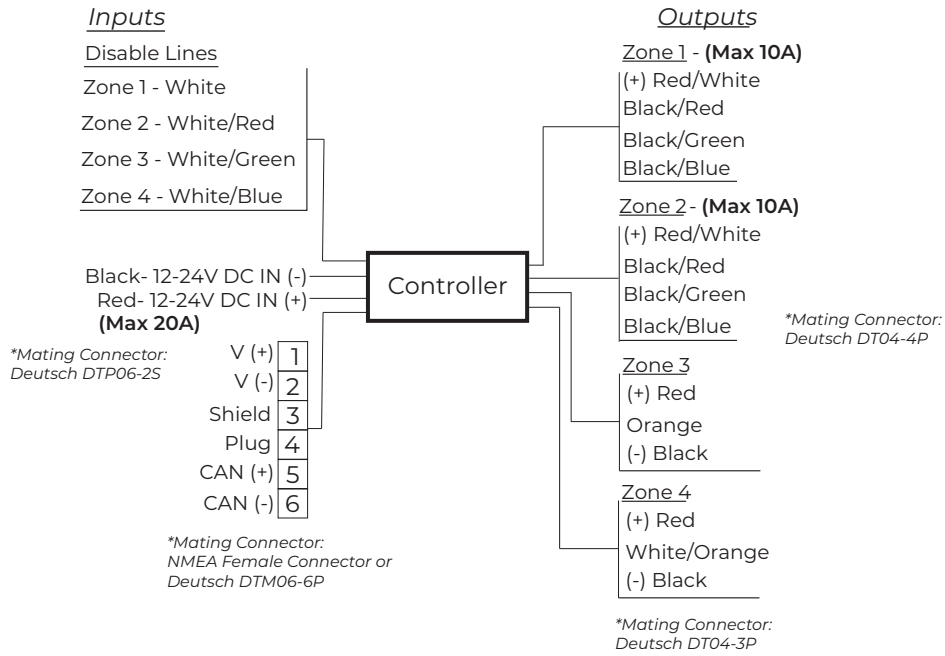 Inputs
Disable Lines
Zone 1 - White
Zone 2 - White/Red
Zone 3 - White/Green
Zone 4 - White/Blue
Black- 12-24V DC IN (-)
Red- 12-24V DC IN (+)
(Max 20A)
*Mating Connector:
Deutsch DTP06-2S
V (+) 1
V (-) 2
Shield 3
Plug 4
CAN (+) 5
CAN (-) 6
*Mating Connector:
NMEA Female Connector or
Deutsch DTM06-6P
Controller
Outputs
Zone 1 - (Max 10A)
(+) Red/White
Black/Red
Black/Green
Black/Blue
Zone 2 - (Max 10A)
(+) Red/White
Black/Red
Black/Green
Black/Blue
*Mating Connector:
Deutsch DT04-4P
Zone 3
(+) Red
Orange
(-) Black
Zone 4
(+) Red
White/Orange
(-) Black
*Mating Connector:
Deutsch DT04-3P